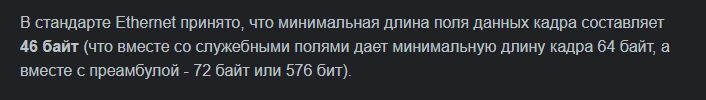 В стандарте Ethernet принято, что минимальная длина поля данных кадра составляет
46 байт (что вместе со служебными полями дает минимальную длину кадра 64 байт, а
вместе с преамбулой - 72 байт или 576 бит).